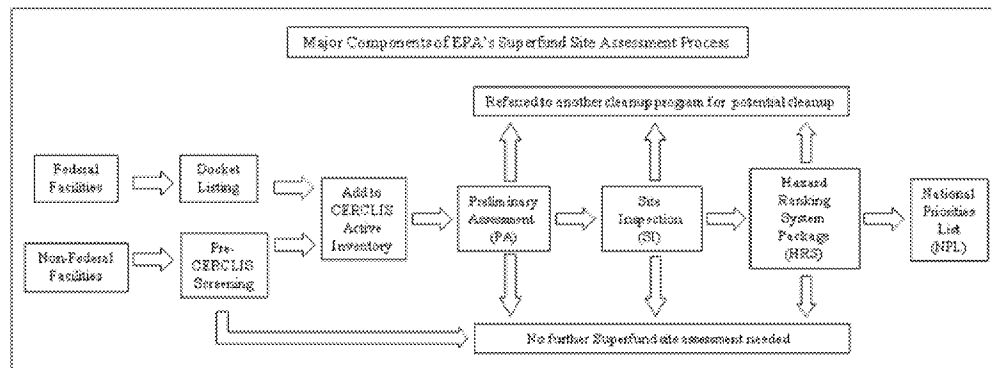 Major Components of EPA's Superfund Site Assessment Process
Referred to another cleanup program for potential cleanup
Federal
Facilities
Docket
Listing
Add to
CERCLIS
Active
Inventory
Preliminary
Assessment
(PA)
Site
Inspection
(SI)
Hazard
Ranking
System
Package
(HRS)
National
Priorities
List
(NPL)
Non-Federal
Facilities
Pre-
CERCLIS
Screening
No further Superfund site assessment needed